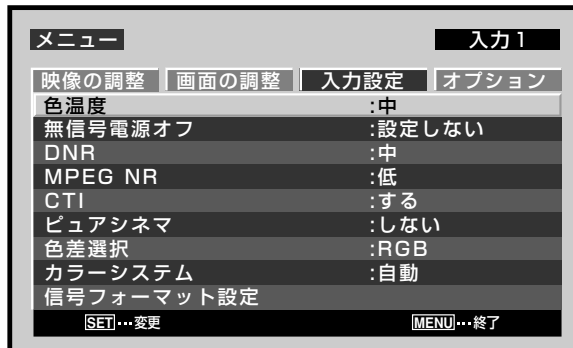 メニュー 入力1
映像の調整 画面の調整 入力設定 オプション
色温度 :中
無信号電源オフ :設定しない
DNR :中
MPEG NR :低
CTI :する
ピュアシネマ :しない
色差選択 :RGB
カラーシステム :自動
信号フォーマット設定
SET…変更 MENU…終了